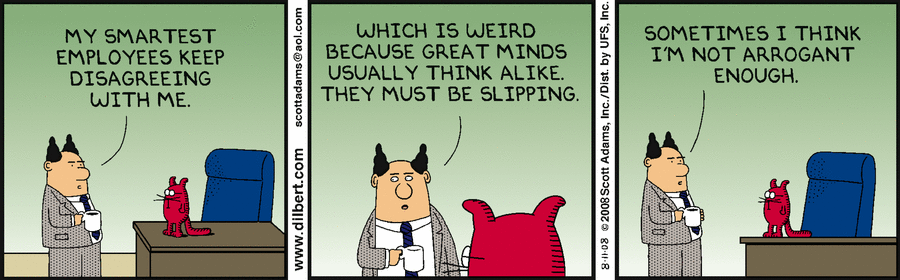 MY SMARTEST
EMPLOYEES KEEP
DISAGREEING
WITH ME.
www.dilbert.com scottadams@aol.com
WHICH IS WEIRD
BECAUSE GREAT MINDS
USUALLY THINK ALIKE.
THEY MUST BE SLIPPING.
8-11-08 ©2008 Scott Adams, Inc./Dist. by UFS, Inc.
SOMETIMES I THINK
I'M NOT ARROGANT
ENOUGH.